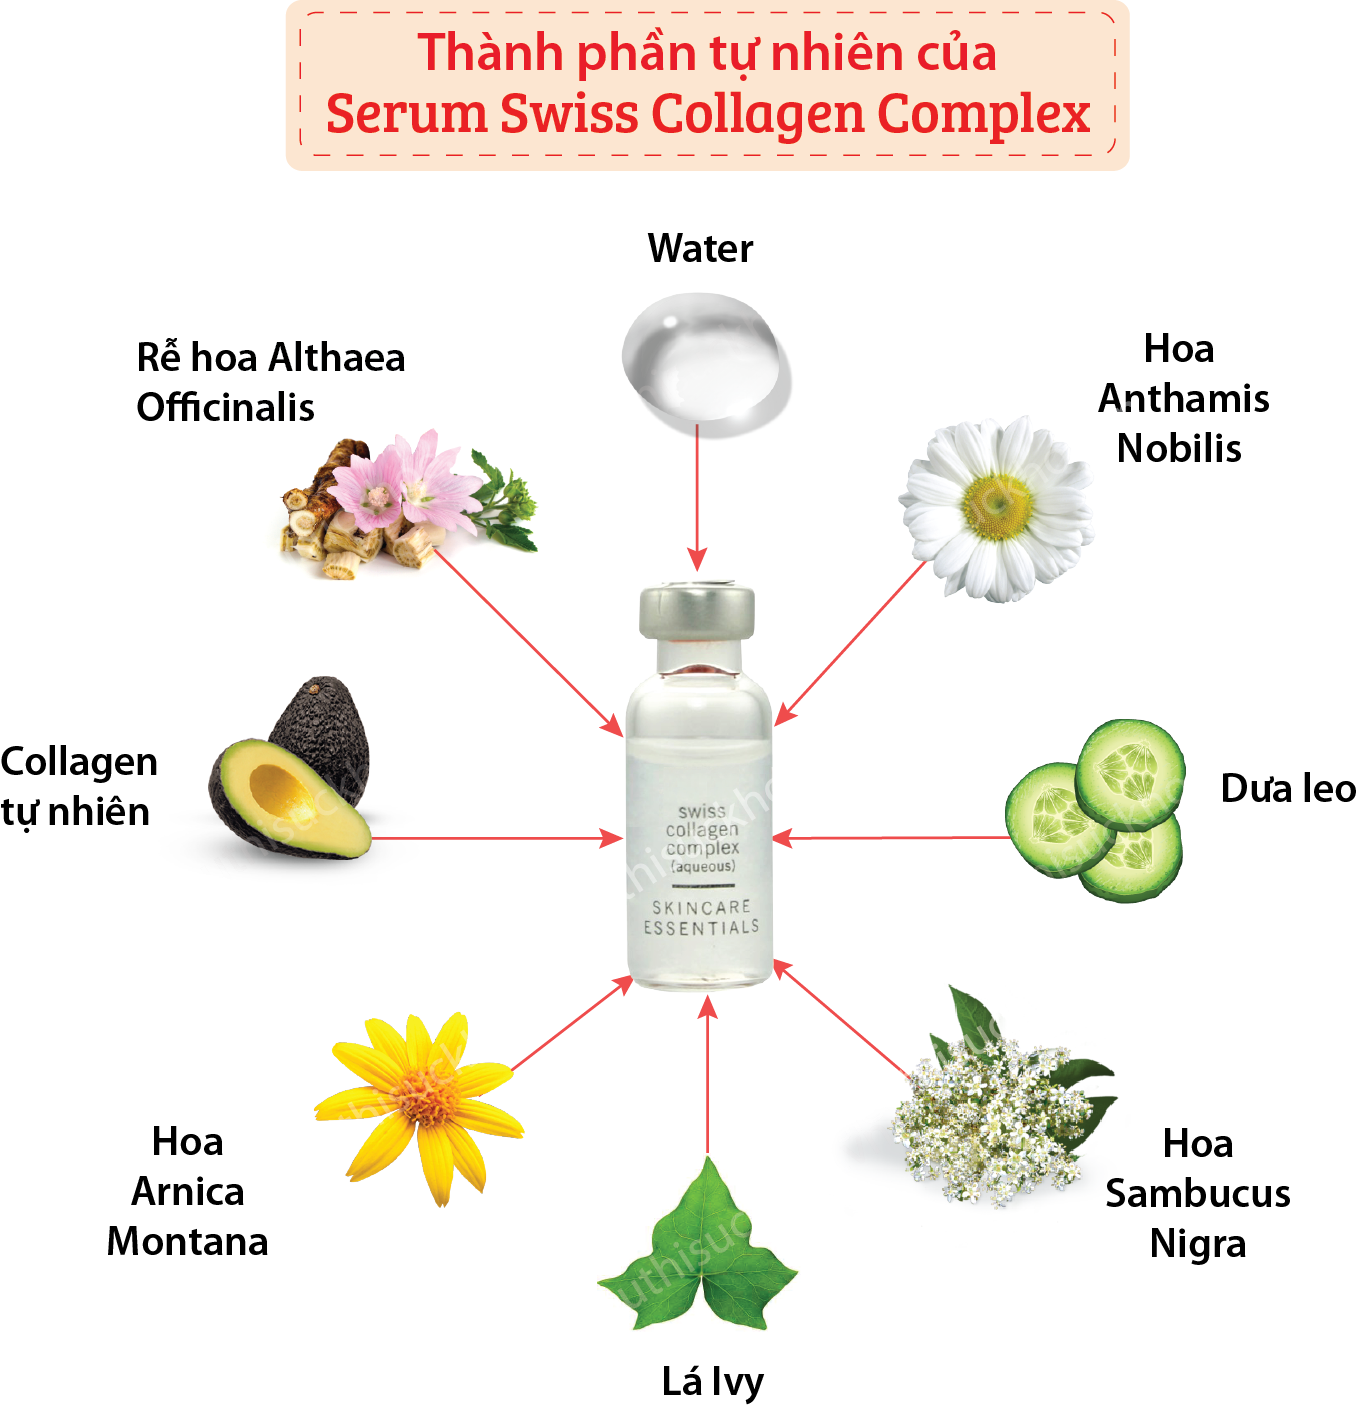 Thành phần tự nhiên của
Serum Swiss Collagen Complex
Water
Rễ hoa Althaea
Officinalis
Hoa
Anthamis
Nobilis
Collagen
tự nhiên
Dưa leo
swiss
collagen
complex
(aqueous)
SKINCARE
ESSENTIALS
Hoa
Arnica
Montana
Hoa
Sambucus
Nigra
Lá Ivy